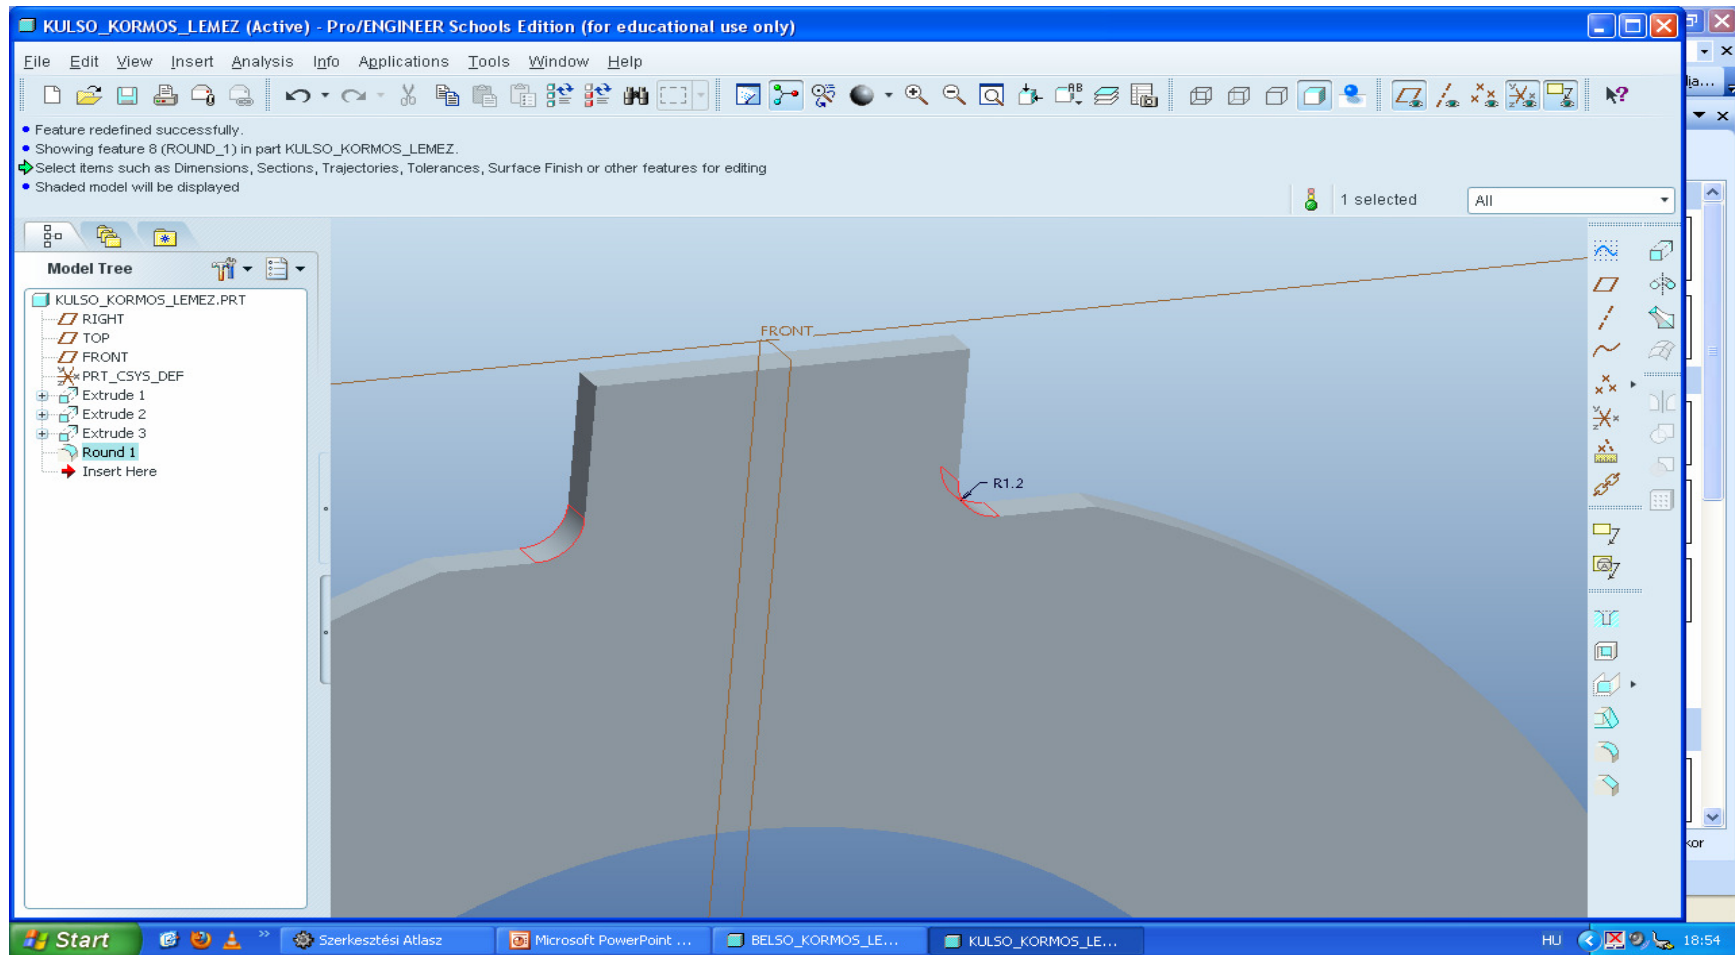 KULSO_KORMOS_LEMEZ (Active) - Pro/ENGINEER Schools Edition (for educational use only)
File Edit View Insert Analysis Info Applications Tools Window Help
Feature redefined successfully.
Showing feature 8 (ROUND_1) in part KULSO_KORMOS_LEMEZ.
Select items such as Dimensions, Sections, Trajectories, Tolerances, Surface Finish or other features for editing
Shaded model will be displayed
1 selected
All
Model Tree
KULSO_KORMOS_LEMEZ.PRT
RIGHT
TOP
FRONT
PRT_CSYS_DEF
Extrude 1
Extrude 2
Extrude 3
Round 1
Insert Here
FRONT
R1.2
kor
Start
Szerkesztési Atlasz
Microsoft PowerPoint ...
BELSO_KORMOS_LE...
KULSO_KORMOS_LE...
HU
18:54